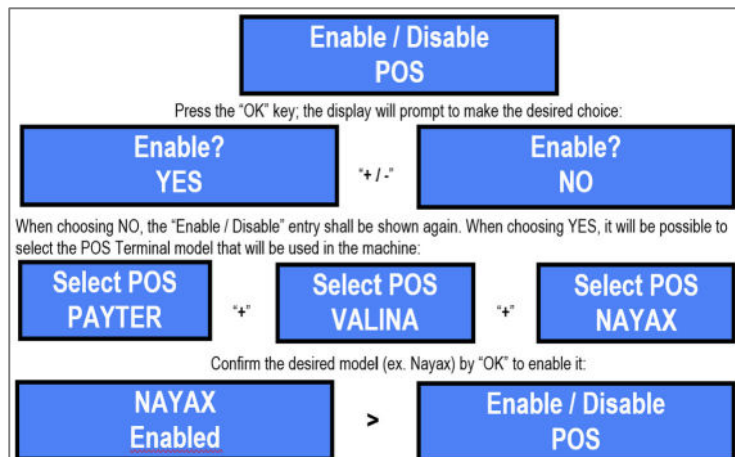 Enable / Disable
POS
Press the “OK” key; the display will prompt to make the desired choice:
Enable?
YES
“+ / -”
Enable?
NO
When choosing NO, the “Enable / Disable” entry shall be shown again. When choosing YES, it will be possible to
select the POS Terminal model that will be used in the machine:
Select POS
PAYTER
“+”
Select POS
VALINA
“+”
Select POS
NAYAX
Confirm the desired model (ex. Nayax) by “OK” to enable it:
NAYAX
Enabled
>
Enable / Disable
POS